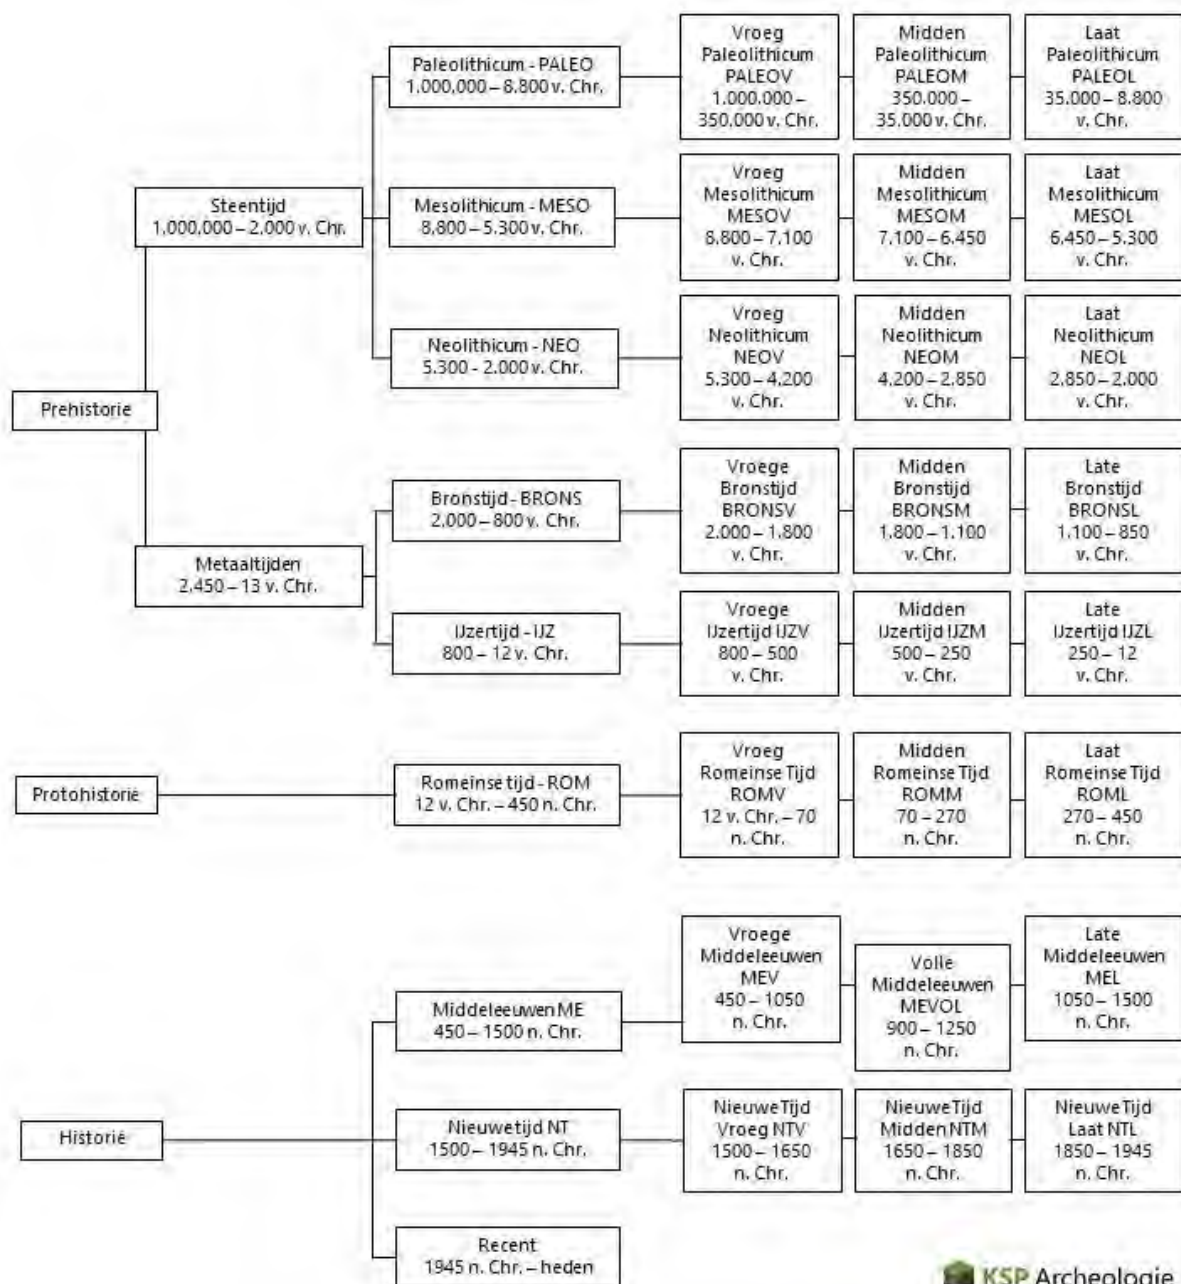 Prehistorie
Steentijd
1.000.000 – 2.000 v. Chr.
Paleolithicum - PALEO
1.000.000 – 8.800 v. Chr.
Vroeg
Paleolithicum
PALEOV
1.000.000 –
350.000 v. Chr.
Midden
Paleolithicum
PALEOM
350.000 –
35.000 v. Chr.
Laat
Paleolithicum
PALEOL
35.000 – 8.800
v. Chr.
Mesolithicum - MESO
8.800 – 5.300 v. Chr.
Vroeg
Mesolithicum
MESOV
8.800 – 7.100
v. Chr.
Midden
Mesolithicum
MESOM
7.100 – 6.450
v. Chr.
Laat
Mesolithicum
MESOL
6.450 – 5.300
v. Chr.
Neolithicum - NEO
5.300 - 2.000 v. Chr.
Vroeg
Neolithicum
NEOV
5.300 – 4.200
v. Chr.
Midden
Neolithicum
NEOM
4.200 – 2.850
v. Chr.
Laat
Neolithicum
NEOL
2.850 – 2.000
v. Chr.
Metaaltijden
2.450 – 13 v. Chr.
Bronstijd - BRONS
2.000 – 800 v. Chr.
Vroege
Bronstijd
BRONSV
2.000 – 1.800
v. Chr.
Midden
Bronstijd
BRONSM
1.800 – 1.100
v. Chr.
Late
Bronstijd
BRONSL
1.100 – 850
v. Chr.
IJzertijd - IJZ
800 – 12 v. Chr.
Vroege
IJzertijd IJZV
800 – 500
v. Chr.
Midden
IJzertijd IJZM
500 – 250
v. Chr.
Late
IJzertijd IJZL
250 – 12
v. Chr.
Protohistorie
Romeinse tijd - ROM
12 v. Chr. – 450 n. Chr.
Vroeg
Romeinse Tijd
ROMV
12 v. Chr. – 70
n. Chr.
Midden
Romeinse Tijd
ROMM
70 – 270
n. Chr.
Laat
Romeinse Tijd
ROML
270 – 450
n. Chr.
Historie
Middeleeuwen ME
450 – 1500 n. Chr.
Vroege
Middeleeuwen
MEV
450 – 1050
n. Chr.
Volle
Middeleeuwen
MEVOL
900 – 1250
n. Chr.
Late
Middeleeuwen
MEL
1050 – 1500
n. Chr.
Nieuwetijd NT
1500 – 1945 n. Chr.
Nieuwe Tijd
Vroeg NTV
1500 – 1650
n. Chr.
Nieuwe Tijd
Midden NTM
1650 – 1850
n. Chr.
Nieuwe Tijd
Laat NTL
1850 – 1945
n. Chr.
Recent
1945 n. Chr. – heden
KSP Archeologie